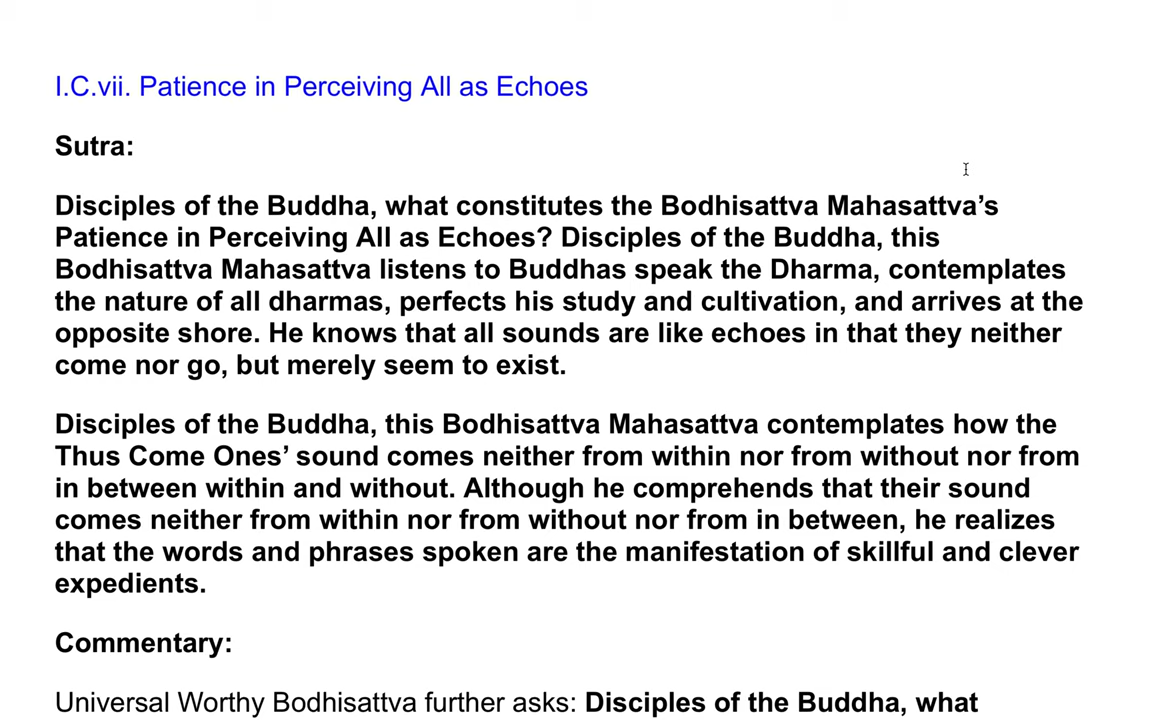 I.C.vii. Patience in Perceiving All as Echoes
Sutra:
Disciples of the Buddha, what constitutes the Bodhisattva Mahasattva’s
Patience in Perceiving All as Echoes? Disciples of the Buddha, this
Bodhisattva Mahasattva listens to Buddhas speak the Dharma, contemplates
the nature of all dharmas, perfects his study and cultivation, and arrives at the
opposite shore. He knows that all sounds are like echoes in that they neither
come nor go, but merely seem to exist.
Disciples of the Buddha, this Bodhisattva Mahasattva contemplates how the
Thus Come Ones’ sound comes neither from within nor from without nor from
in between within and without. Although he comprehends that their sound
comes neither from within nor from without nor from in between, he realizes
that the words and phrases spoken are the manifestation of skillful and clever
expedients.
Commentary:
Universal Worthy Bodhisattva further asks: Disciples of the Buddha, what